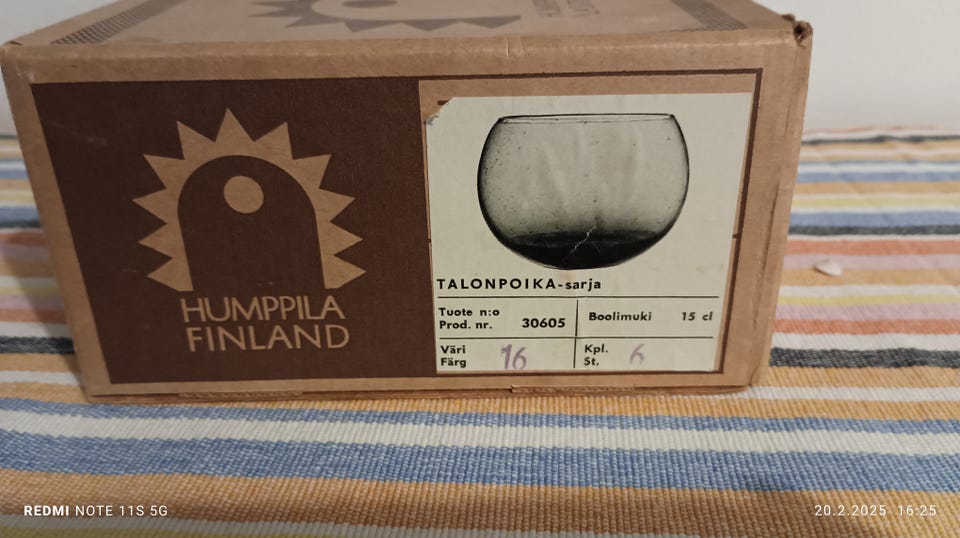 HUMPPILA
FINLAND
TALONPOIKA-sarja
Tuote n:o
Prod. nr. 30605
Boolimuki 15 cl
Väri
Färg 16
Kpl.
St. 6
REDMI NOTE 11S 5G
20.2.2025 16:25